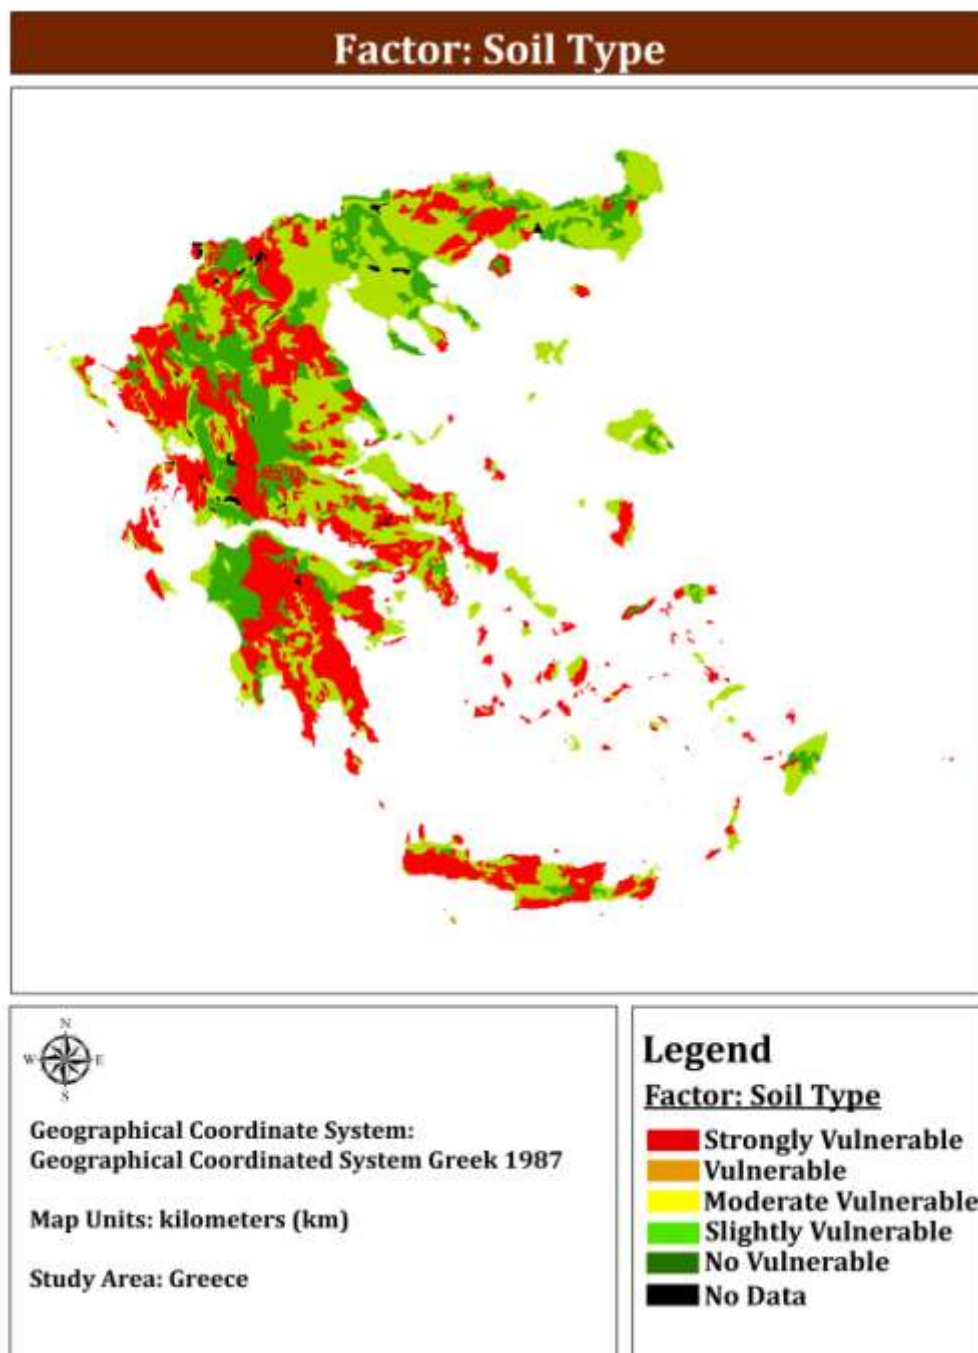 Factor: Soil Type
N
W E
S
Geographical Coordinate System:
Geographical Coordinated System Greek 1987
Map Units: kilometers (km)
Study Area: Greece
Legend
Factor: Soil Type
Strongly Vulnerable
Vulnerable
Moderate Vulnerable
Slightly Vulnerable
No Vulnerable
No Data